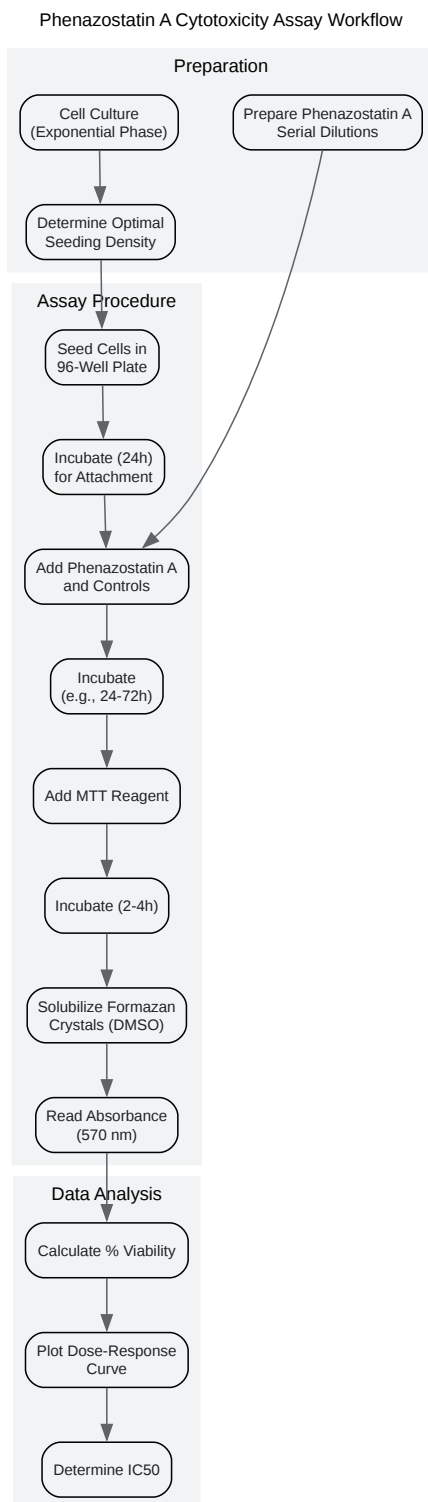 Phenazostatin A Cytotoxicity Assay Workflow
Preparation
Cell Culture
(Exponential Phase)
Prepare Phenazostatin A
Serial Dilutions
Determine Optimal
Seeding Density
Assay Procedure
Seed Cells in
96-Well Plate
Incubate (24h)
for Attachment
Add Phenazostatin A
and Controls
Incubate
(e.g., 24-72h)
Add MTT Reagent
Incubate (2-4h)
Solubilize Formazan
Crystals (DMSO)
Read Absorbance
(570 nm)
Data Analysis
Calculate % Viability
Plot Dose-Response
Curve
Determine IC50